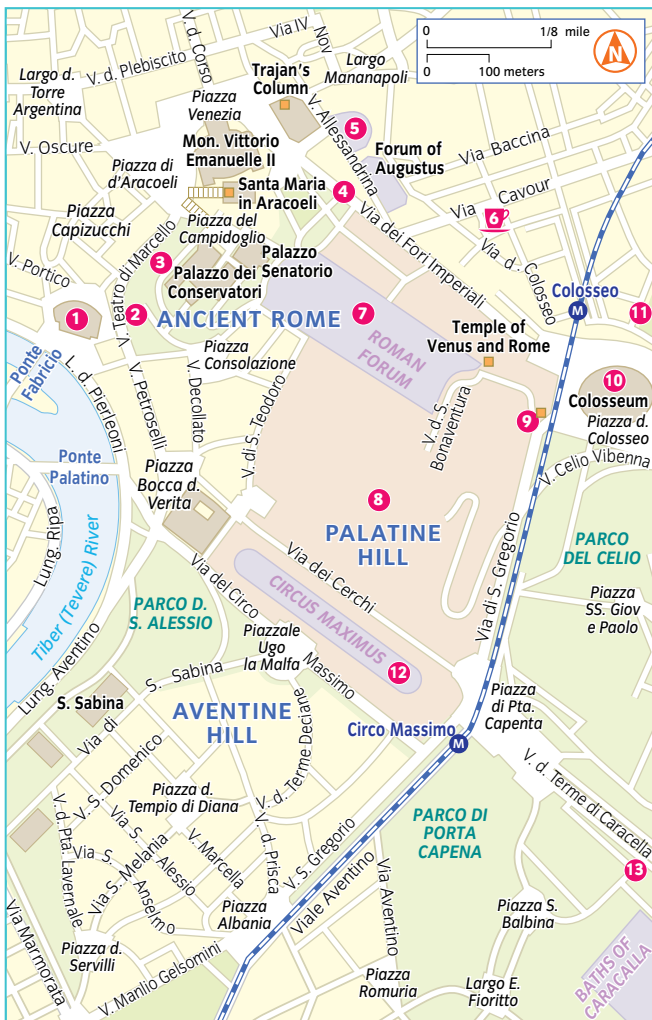 0
1/8 mile
0
100 meters
N
Via IV
Nov
V. d. Plebiscito
V. d. Corso
Largo d.
Torre
Argentina
Trajan's
Column
Largo
Mananapoli
Piazza
Venezia
V. Allessandrina
5
V. Oscure
Mon. Vittorio
Emanuelle II
Forum of
Augustus
Via Baccina
Piazza di
d'Aracoeli
Santa Maria
in Aracoeli
4
Via Cavour
6
Piazza
Capizucchi
Piazza del
Campidoglio
Via dei Fori Imperiali
Via d. Colosseo
V. Portico
V. Teatro di Marcello
3
Palazzo dei
Conservatori
Palazzo
Senatorio
Colosseo
M
1
2
ANCIENT ROME
7
ROMAN
FORUM
Temple of
Venus and Rome
11
Ponte
Fabricio
L. d. Pierleoni
Piazza
Consolazione
10
Colosseum
Piazza d.
Colosseo
V. Petroselli
V. Decollato
V. di S. Teodoro
V. d. S.
Bonaventura
9
V. Celio Vibenna
Ponte
Palatino
Piazza
Bocca d.
Verita
8
PALATINE
HILL
Lung. Ripa
Via dei Cerchi
Via di S. Gregorio
PARCO
DEL CELIO
Tiber (Tevere) River
Via del Circo
Massimo
CIRCUS MAXIMUS
PARCO D.
S. ALESSIO
Piazza
SS. Giov
e Paolo
Lung. Aventino
Piazzale
Ugo
la Malfa
12
S. Sabina
Via di
S. Sabina
Piazza
di Pta.
Capenta
AVENTINE
HILL
Circo Massimo
M
V. S. Domenico
V. d. Terme Deciane
V. d. Terme di Caracella
Piazza d.
Tempio di Diana
PARCO DI
PORTA
CAPENA
V. d. Pta. Lavernale
Via S. Alessio
V. Marcella
V. d. Prisca
V. S. Gregorio
Via S. Melania
Via S. Anselmo
13
Viale Aventino
Via Aventino
Piazza
Albania
Piazza S.
Balbina
Via Marmorata
Piazza d.
Servilli
V. Manlio Gelsomini
Piazza
Romuria
Largo E.
Fioritto
BATHS OF
CARACALLA